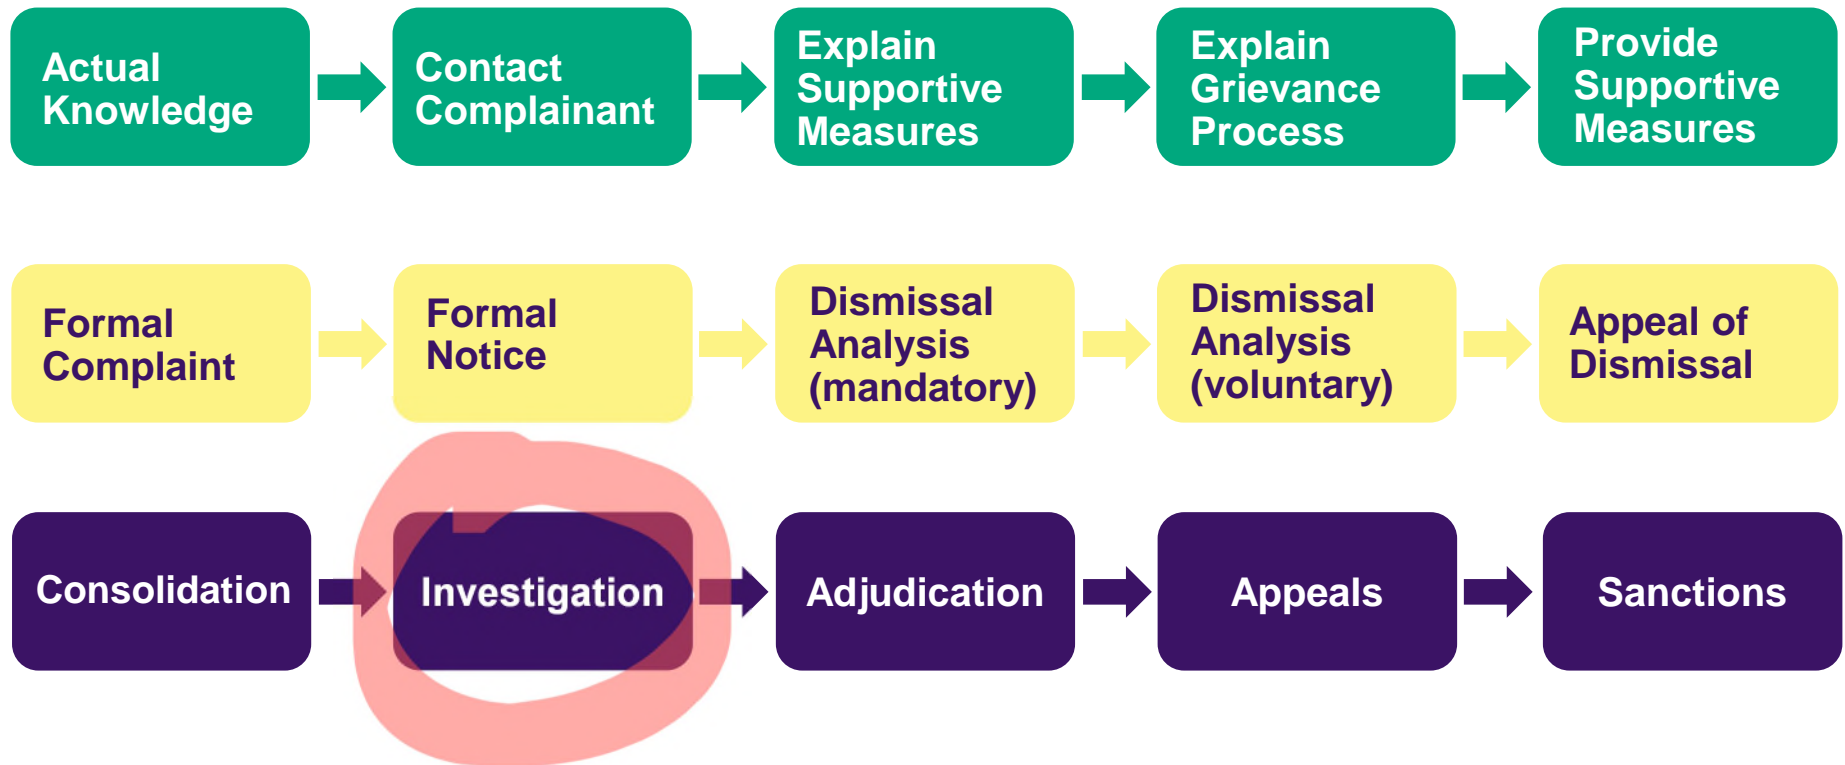 Actual
Knowledge
Contact
Complainant
Explain
Supportive
Measures
Explain
Grievance
Process
Provide
Supportive
Measures
Formal
Complaint
Formal
Notice
Dismissal
Analysis
(mandatory)
Dismissal
Analysis
(voluntary)
Appeal of
Dismissal
Consolidation
Investigation
Adjudication
Appeals
Sanctions